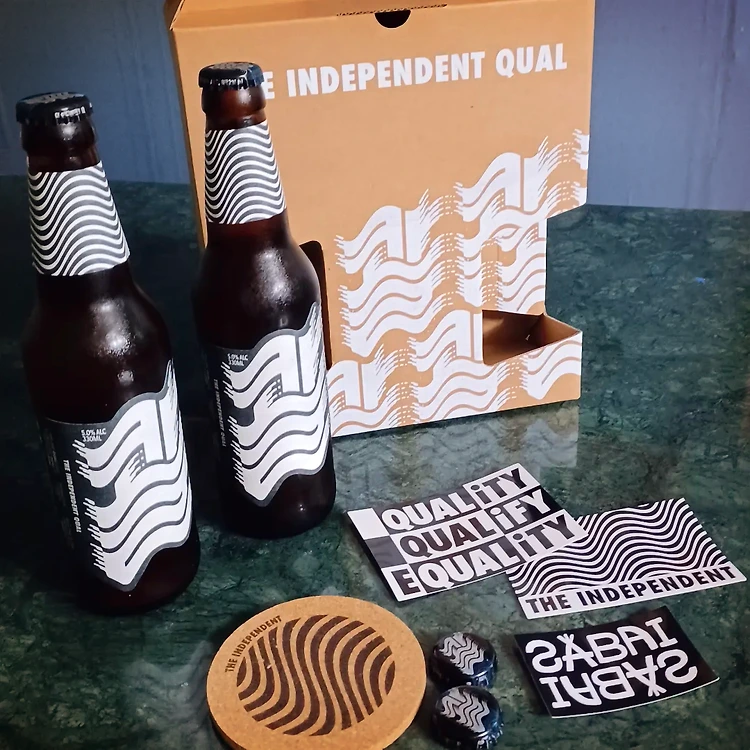 THE INDEPENDENT QUAL
5.0% ALC
330ML
THE INDEPENDENT QUAL
5.0% ALC
330ML
THE INDEPENDENT QUAL
QUALiTY
QUALiFY
EQUALiTY
THE INDEPENDENT
SABAI
SABAI
THE INDEPENDENT